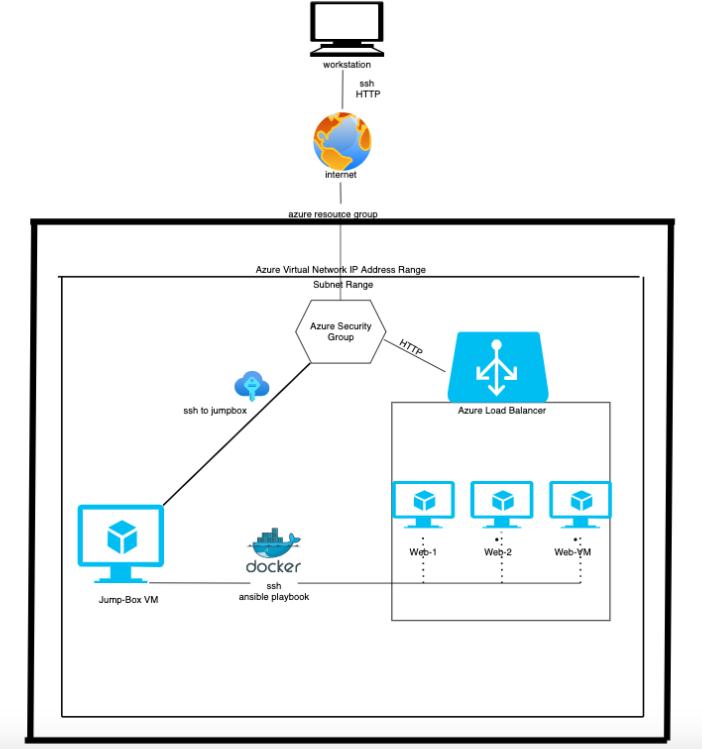 workstation
ssh
HTTP
internet
azure resource group
Azure Virtual Network IP Address Range
Subnet Range
Azure Security
Group
HTTP
ssh to jumpbox
Azure Load Balancer
Web-1
Web-2
Web-VM
docker
ssh
ansible playbook
Jump-Box VM